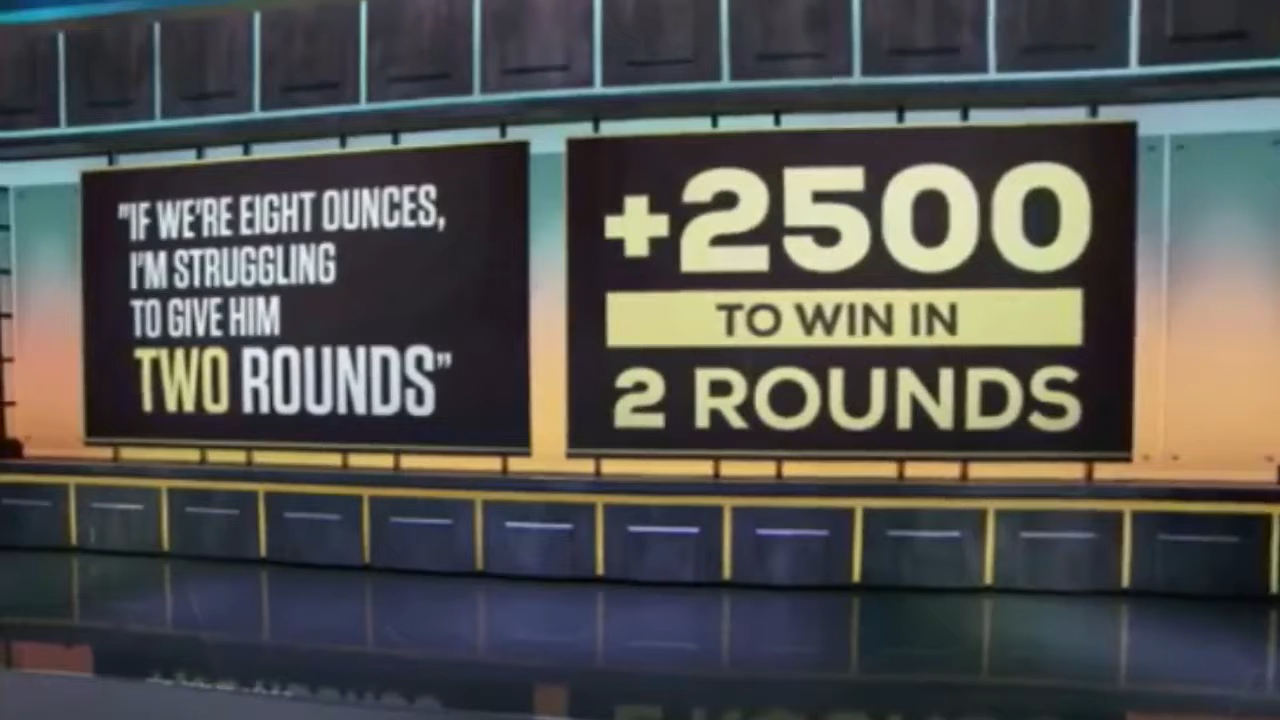 "IF WE'RE EIGHT OUNCES,
I'M STRUGGLING
TO GIVE HIM
TWO ROUNDS"
+2500
TO WIN IN
2 ROUNDS